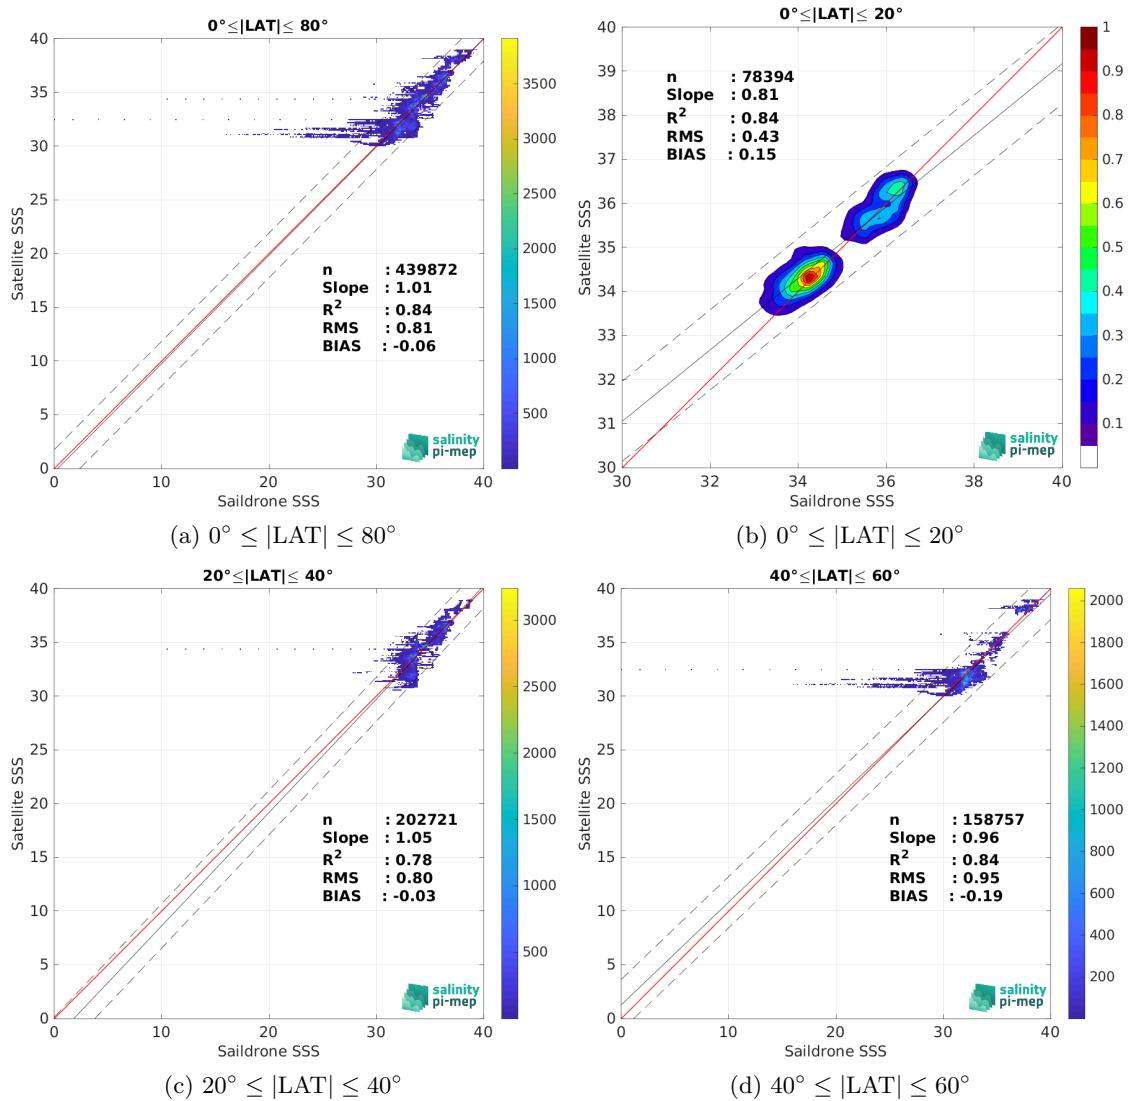 0°≤|LAT|≤ 80°
40
35
30
25
20
15
10
5
0
Satellite SSS
0
10
20
30
40
Saildrone SSS
n : 439872
Slope : 1.01
R² : 0.84
RMS : 0.81
BIAS : -0.06
salinity
pi-mep
3500
3000
2500
2000
1500
1000
500
(a) 0° ≤ |LAT| ≤ 80°
0°≤|LAT|≤ 20°
40
39
38
37
36
35
34
33
32
31
30
Satellite SSS
30
32
34
36
38
40
Saildrone SSS
n : 78394
Slope : 0.81
R² : 0.84
RMS : 0.43
BIAS : 0.15
salinity
pi-mep
1
0.9
0.8
0.7
0.6
0.5
0.4
0.3
0.2
0.1
(b) 0° ≤ |LAT| ≤ 20°
20°≤|LAT|≤ 40°
40
35
30
25
20
15
10
5
0
Satellite SSS
0
10
20
30
40
Saildrone SSS
n : 202721
Slope : 1.05
R² : 0.78
RMS : 0.80
BIAS : -0.03
salinity
pi-mep
3000
2500
2000
1500
1000
500
(c) 20° ≤ |LAT| ≤ 40°
40°≤|LAT|≤ 60°
40
35
30
25
20
15
10
5
0
Satellite SSS
0
10
20
30
40
Saildrone SSS
n : 158757
Slope : 0.96
R² : 0.84
RMS : 0.95
BIAS : -0.19
salinity
pi-mep
2000
1800
1600
1400
1200
1000
800
600
400
200
(d) 40° ≤ |LAT| ≤ 60°